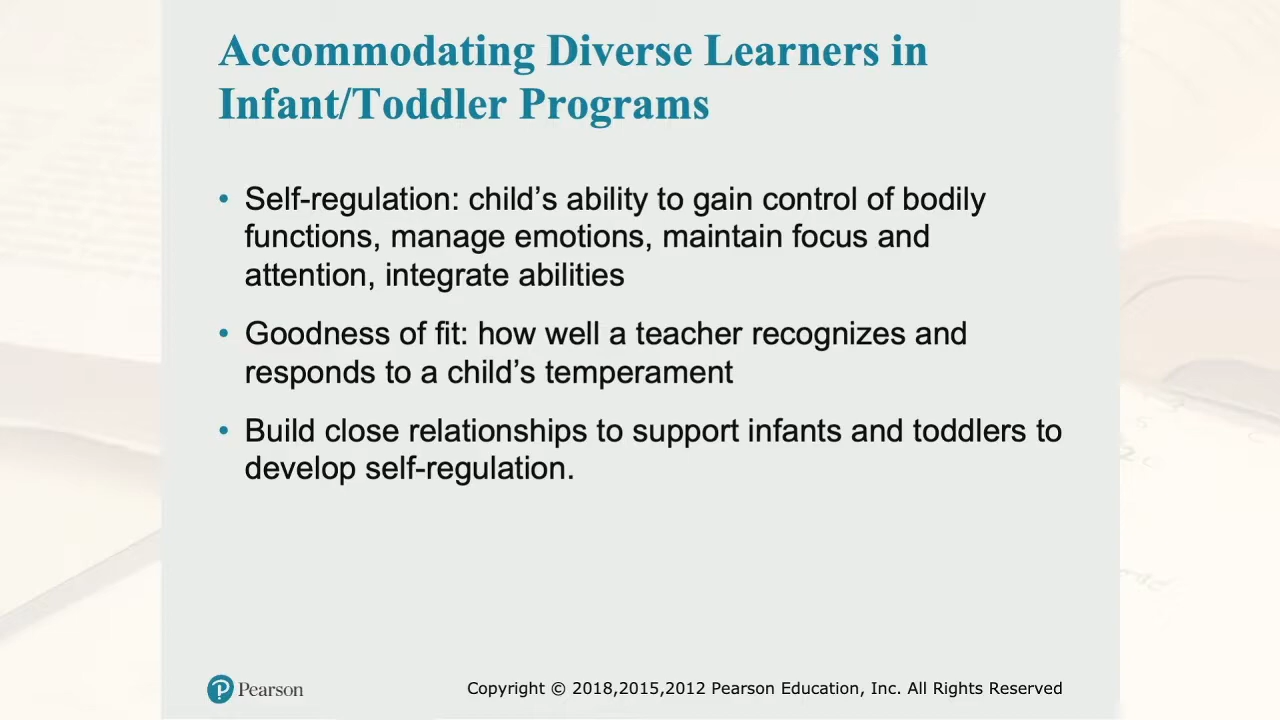 Accommodating Diverse Learners in
Infant/Toddler Programs
• Self-regulation: child’s ability to gain control of bodily
functions, manage emotions, maintain focus and
attention, integrate abilities
• Goodness of fit: how well a teacher recognizes and
responds to a child’s temperament
• Build close relationships to support infants and toddlers to
develop self-regulation.
Pearson
Copyright © 2018,2015,2012 Pearson Education, Inc. All Rights Reserved